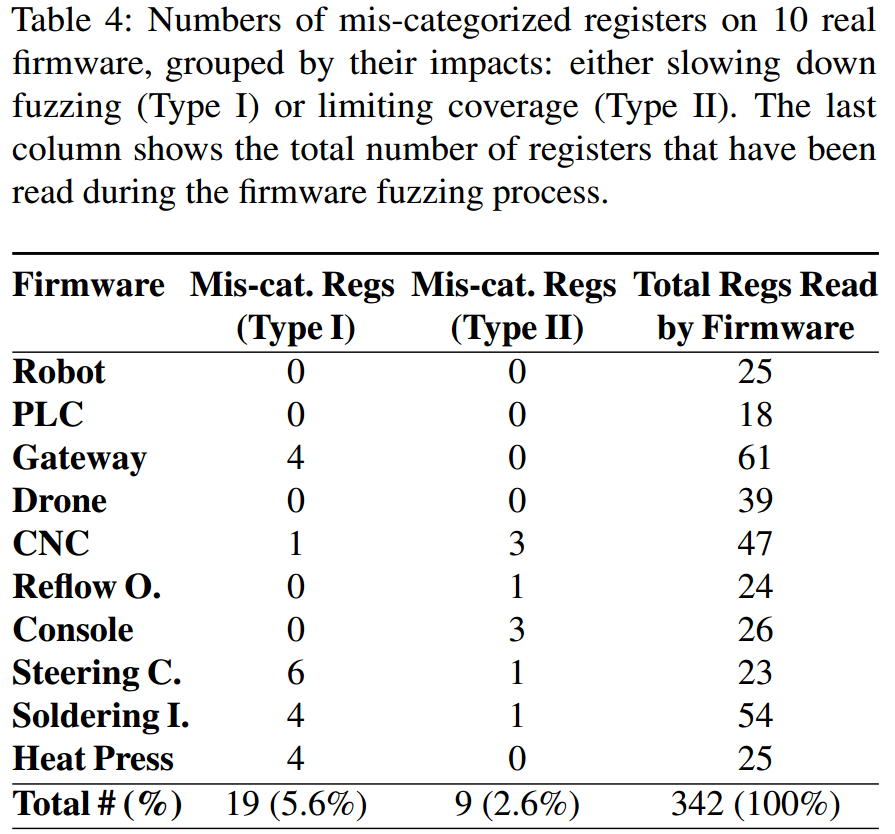 Table 4: Numbers of mis-categorized registers on 10 real
firmware, grouped by their impacts: either slowing down
fuzzing (Type I) or limiting coverage (Type II). The last
column shows the total number of registers that have been
read during the firmware fuzzing process.
Firmware Mis-cat. Regs Mis-cat. Regs Total Regs Read
(Type I) (Type II) by Firmware
Robot 0 0 25
PLC 0 0 18
Gateway 4 0 61
Drone 0 0 39
CNC 1 3 47
Reflow O. 0 1 24
Console 0 3 26
Steering C. 6 1 23
Soldering I. 4 1 54
Heat Press 4 0 25
Total # (%) 19 (5.6%) 9 (2.6%) 342 (100%)